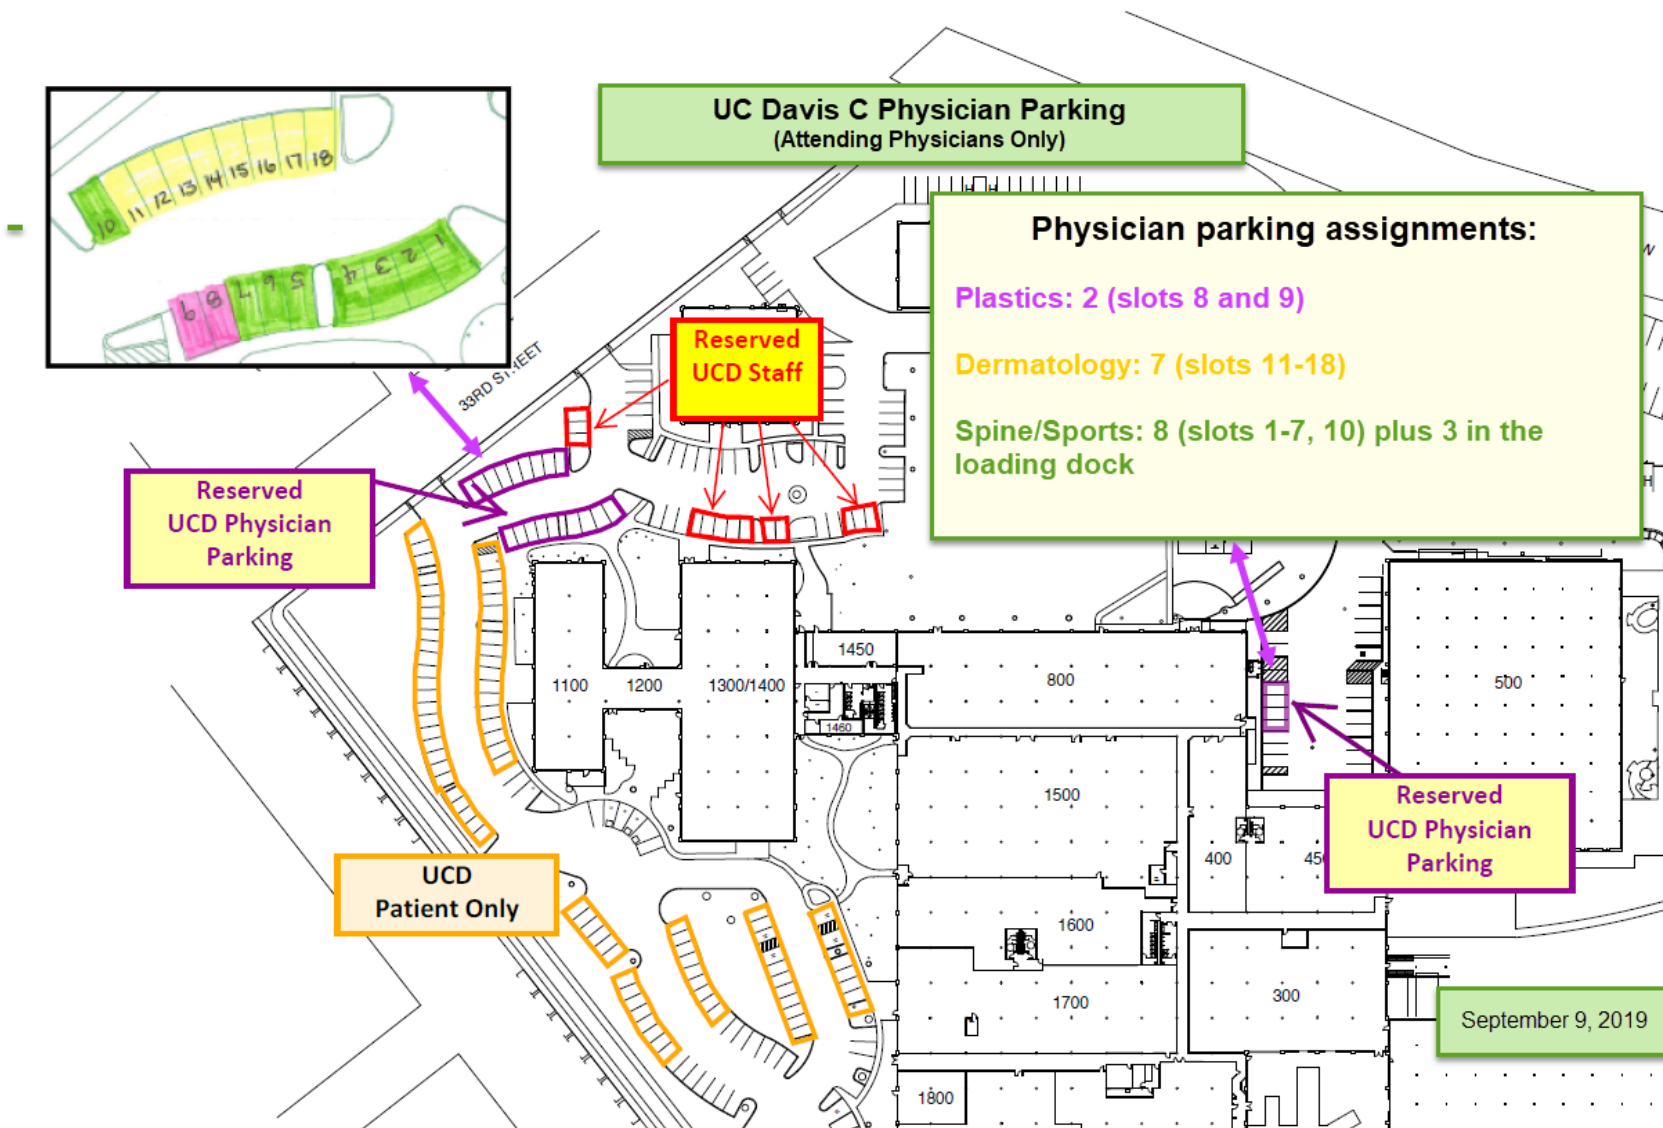 UC Davis C Physician Parking
(Attending Physicians Only)
Physician parking assignments:
Plastics: 2 (slots 8 and 9)
Dermatology: 7 (slots 11-18)
Spine/Sports: 8 (slots 1-7, 10) plus 3 in the
loading dock
10 11 12 13 14 15 16 17 18
9 8 7 6 5 4 3 2 1
33RD STREET
Reserved
UCD Staff
Reserved
UCD Physician
Parking
H H
H
1450
1100
1200
1300/1400
1460
800
500
1500
400
450
Reserved
UCD Physician
Parking
UCD
Patient Only
1600
1700
300
September 9, 2019
1800